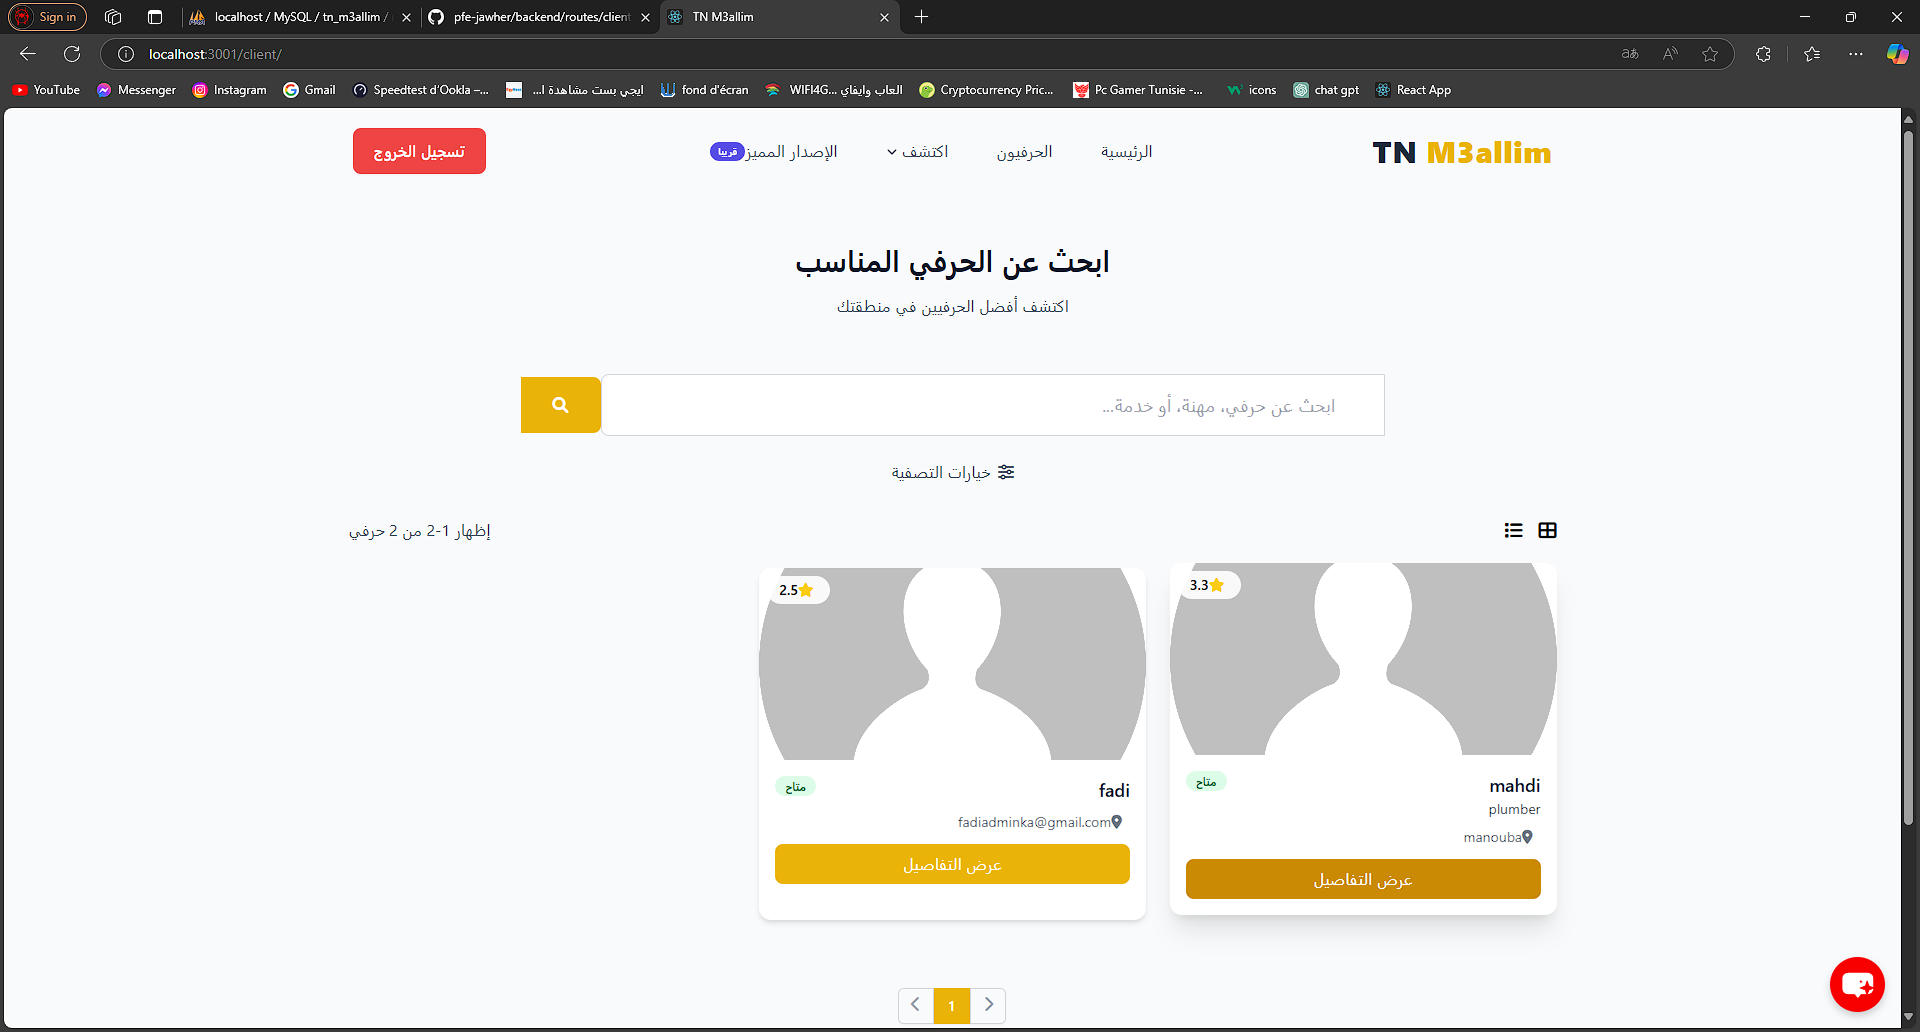 Sign in
localhost / MySQL / tn_m3allim /
pfe-jawher/backend/routes/client
TN M3allim
localhost:3001/client/
YouTube
Messenger
Instagram
Gmail
Speedtest d'Ookla –...
ايجي بست مشاهدة ا...
fond d'écran
WIFI4G... العاب وايفاي
Cryptocurrency Pric...
Pc Gamer Tunisie -...
icons
chat gpt
React App
TN M3allim
الرئيسية
الحرفيون
اكتشف
الإصدار المميز قريبا
تسجيل الخروج
ابحث عن الحرفي المناسب
اكتشف أفضل الحرفيين في منطقتك
ابحث عن حرفي، مهنة، أو خدمة...
خيارات التصفية
إظهار 1-2 من 2 حرفي
3.3
mahdi
متاح
plumber
manouba
عرض التفاصيل
2.5
fadi
متاح
fadiadminka@gmail.com
عرض التفاصيل
1